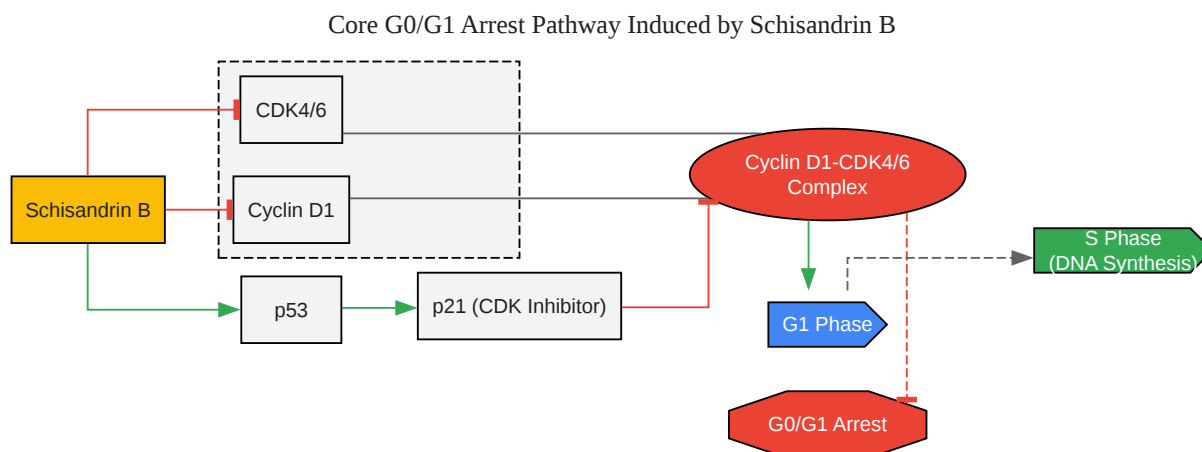 Core G0/G1 Arrest Pathway Induced by Schisandrin B
CDK4/6
Cyclin D1-CDK4/6
Complex
Schisandrin B
Cyclin D1
S Phase
(DNA Synthesis)
p53
p21 (CDK Inhibitor)
G1 Phase
G0/G1 Arrest